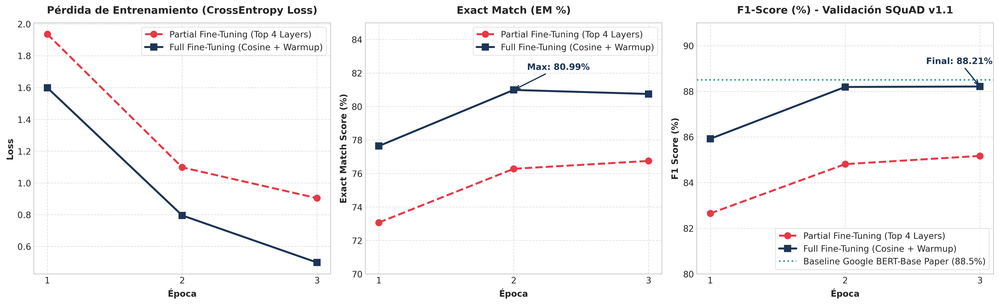 Pérdida de Entrenamiento (CrossEntropy Loss)
Partial Fine-Tuning (Top 4 Layers)
Full Fine-Tuning (Cosine + Warmup)
Loss
2.0
1.8
1.6
1.4
1.2
1.0
0.8
0.6
1 2 3
Época
Exact Match (EM %)
Partial Fine-Tuning (Top 4 Layers)
Full Fine-Tuning (Cosine + Warmup)
Max: 80.99%
Exact Match Score (%)
84
82
80
78
76
74
72
70
1 2 3
Época
F1-Score (%) - Validación SQuAD v1.1
Final: 88.21%
F1 Score (%)
90
88
86
84
82
80
Partial Fine-Tuning (Top 4 Layers)
Full Fine-Tuning (Cosine + Warmup)
Baseline Google BERT-Base Paper (88.5%)
1 2 3
Época